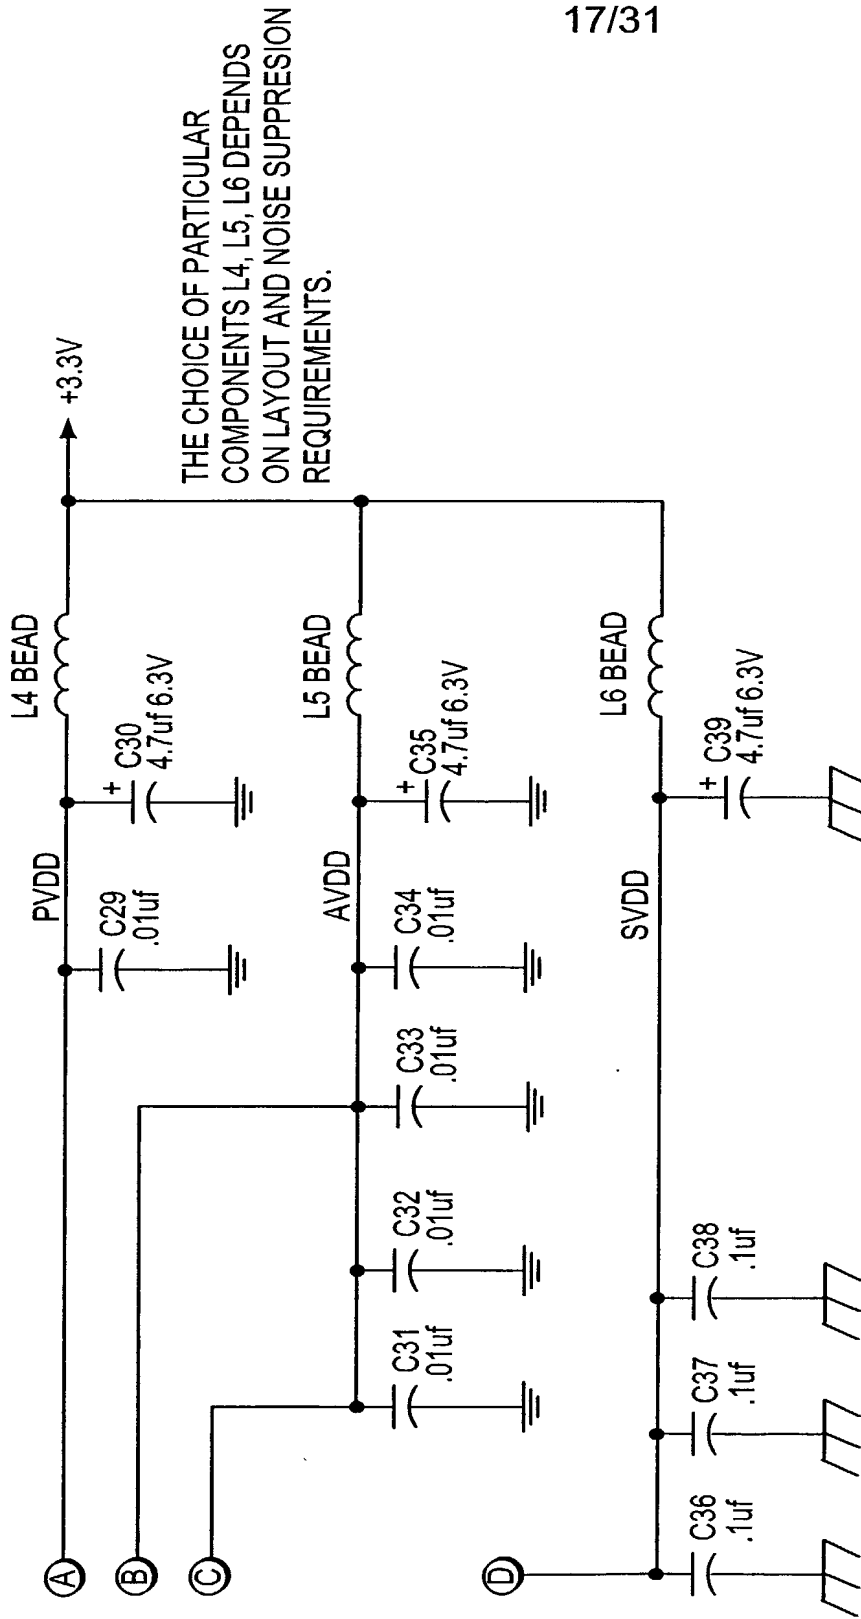 17/31
THE CHOICE OF PARTICULAR
COMPONENTS L4, L5, L6 DEPENDS
ON LAYOUT AND NOISE SUPPRESION
REQUIREMENTS.
+3.3V
L4 BEAD
+
C30
4.7uf 6.3V
PVDD
C29
.01uf
A
L5 BEAD
+
C35
4.7uf 6.3V
AVDD
C34
.01uf
C33
.01uf
C32
.01uf
C31
.01uf
B
C
L6 BEAD
+
C39
4.7uf 6.3V
SVDD
C38
.1uf
C37
.1uf
C36
.1uf
D